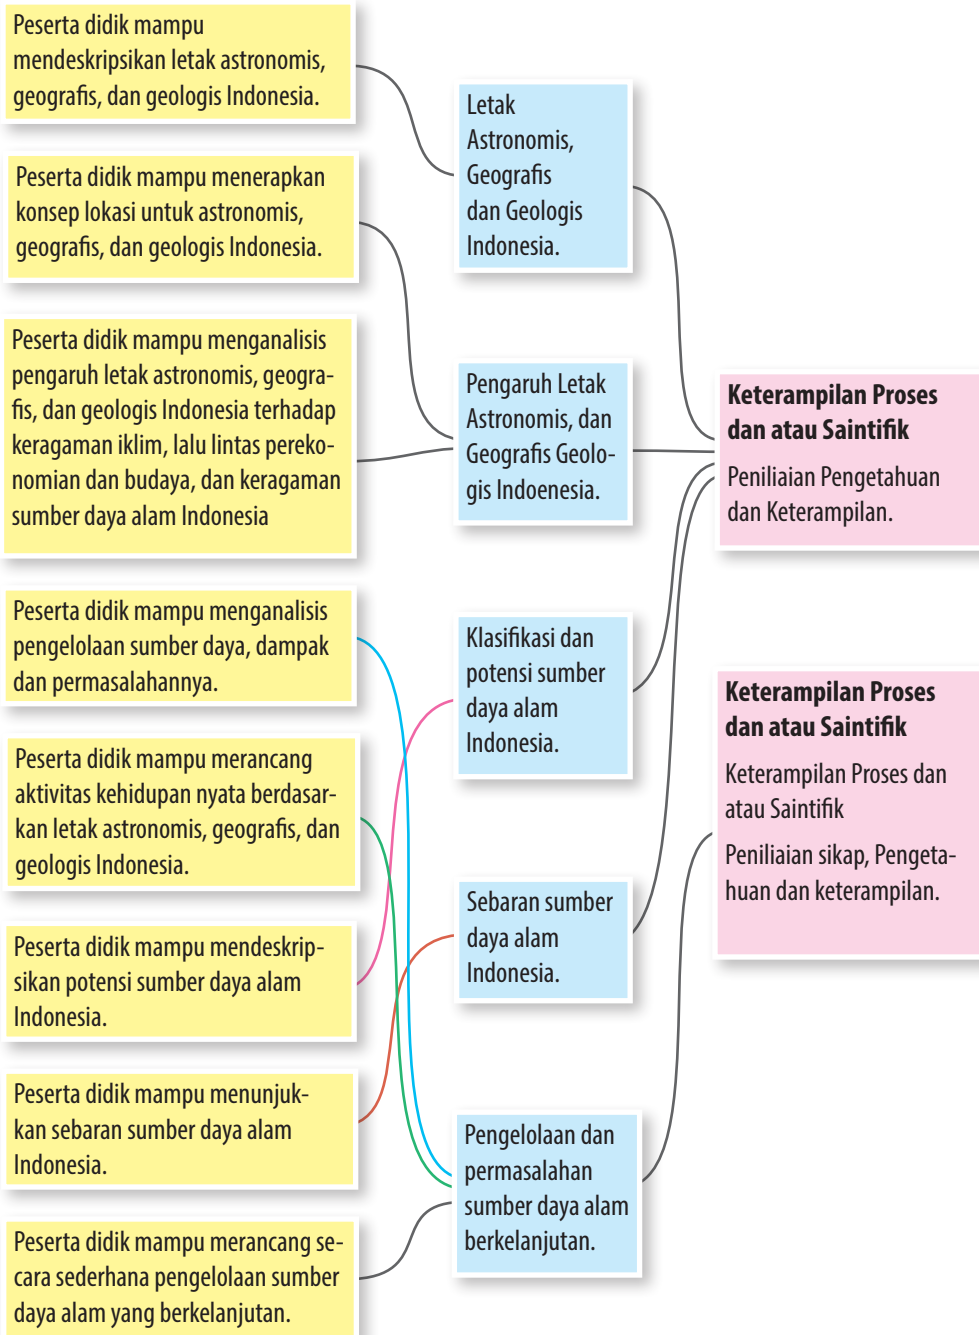 Peserta didik mampu
mendeskripsikan letak astronomis,
geografis, dan geologis Indonesia.
Peserta didik mampu menerapkan
konsep lokasi untuk astronomis,
geografis, dan geologis Indonesia.
Peserta didik mampu menganalisis
pengaruh letak astronomis, geogra-
fis, dan geologis Indonesia terhadap
keragaman iklim, lalu lintas pereko-
nomian dan budaya, dan keragaman
sumber daya alam Indonesia
Peserta didik mampu menganalisis
pengelolaan sumber daya, dampak
dan permasalahannya.
Peserta didik mampu merancang
aktivitas kehidupan nyata berdasar-
kan letak astronomis, geografis, dan
geologis Indonesia.
Peserta didik mampu mendeskrip-
sikan potensi sumber daya alam
Indonesia.
Peserta didik mampu menunjuk-
kan sebaran sumber daya alam
Indonesia.
Peserta didik mampu merancang se-
cara sederhana pengelolaan sumber
daya alam yang berkelanjutan.
Letak
Astronomis,
Geografis
dan Geologis
Indonesia.
Pengaruh Letak
Astronomis, dan
Geografis Geolo-
gis Indoenesia.
Klasifikasi dan
potensi sumber
daya alam
Indonesia.
Sebaran sumber
daya alam
Indonesia.
Pengelolaan dan
permasalahan
sumber daya alam
berkelanjutan.
Keterampilan Proses
dan atau Saintifik
Peniliaian Pengetahuan
dan Keterampilan.
Keterampilan Proses
dan atau Saintifik
Keterampilan Proses dan
atau Saintifik
Peniliaian sikap, Pengeta-
huan dan keterampilan.